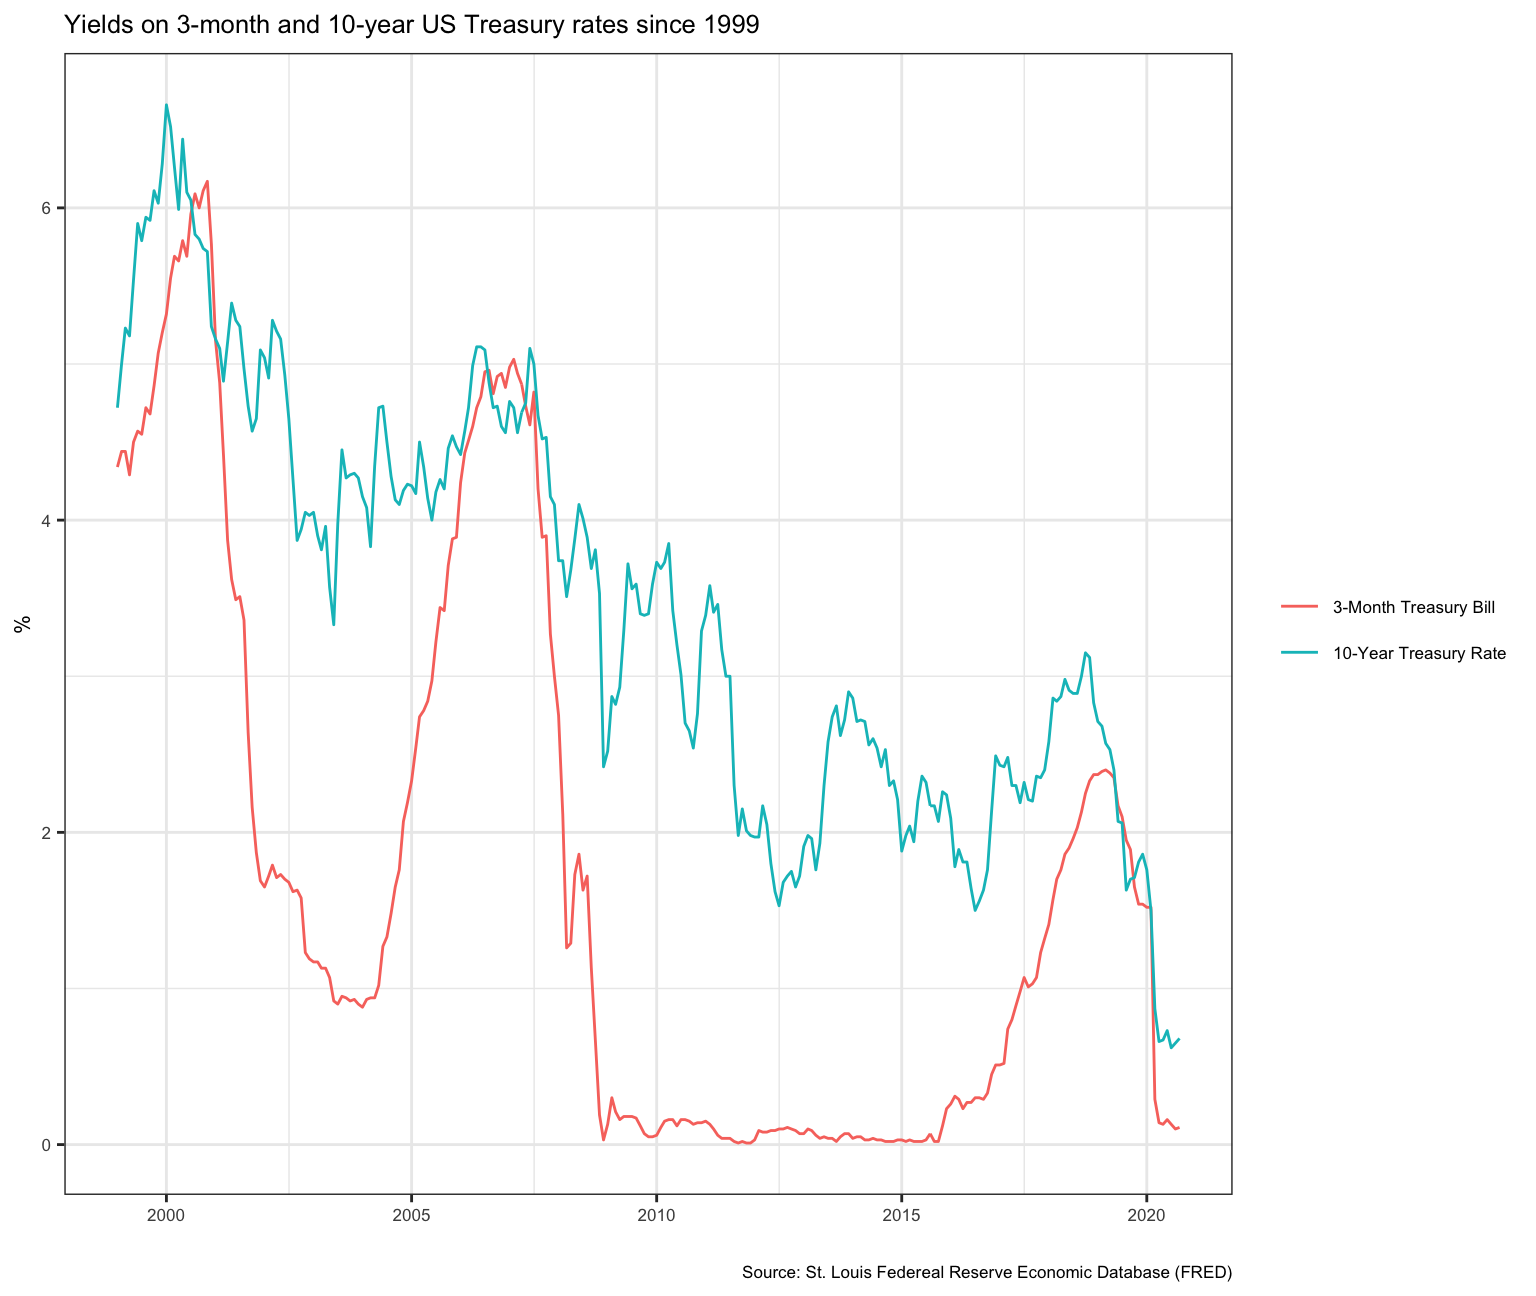 Yields on 3-month and 10-year US Treasury rates since 1999
%
6
4
2
0
2000
2005
2010
2015
2020
3-Month Treasury Bill
10-Year Treasury Rate
Source: St. Louis Federeal Reserve Economic Database (FRED)